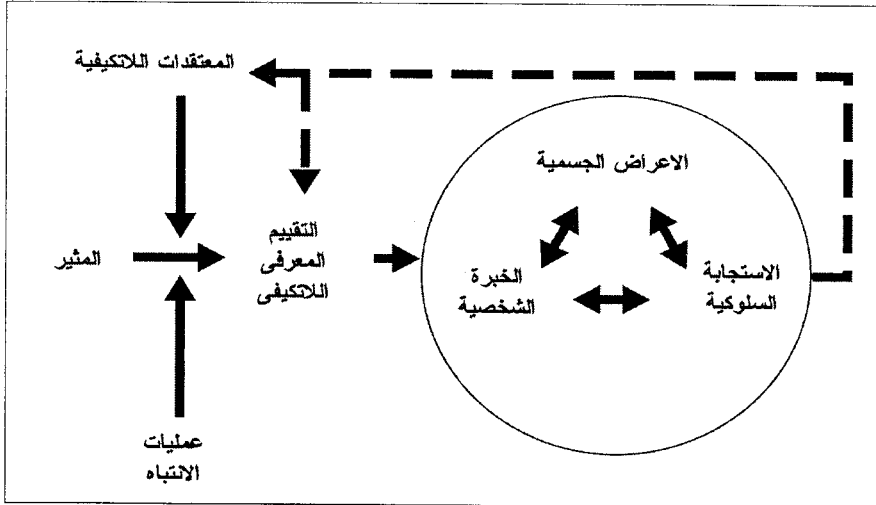 المعتقدات اللاتكيفية
الاعراض الجسمية
المثير
التقييم
المعرفى
اللاتكيفى
الخبرة
الشخصية
الاستجابة
السلوكية
عمليات
الانتباه